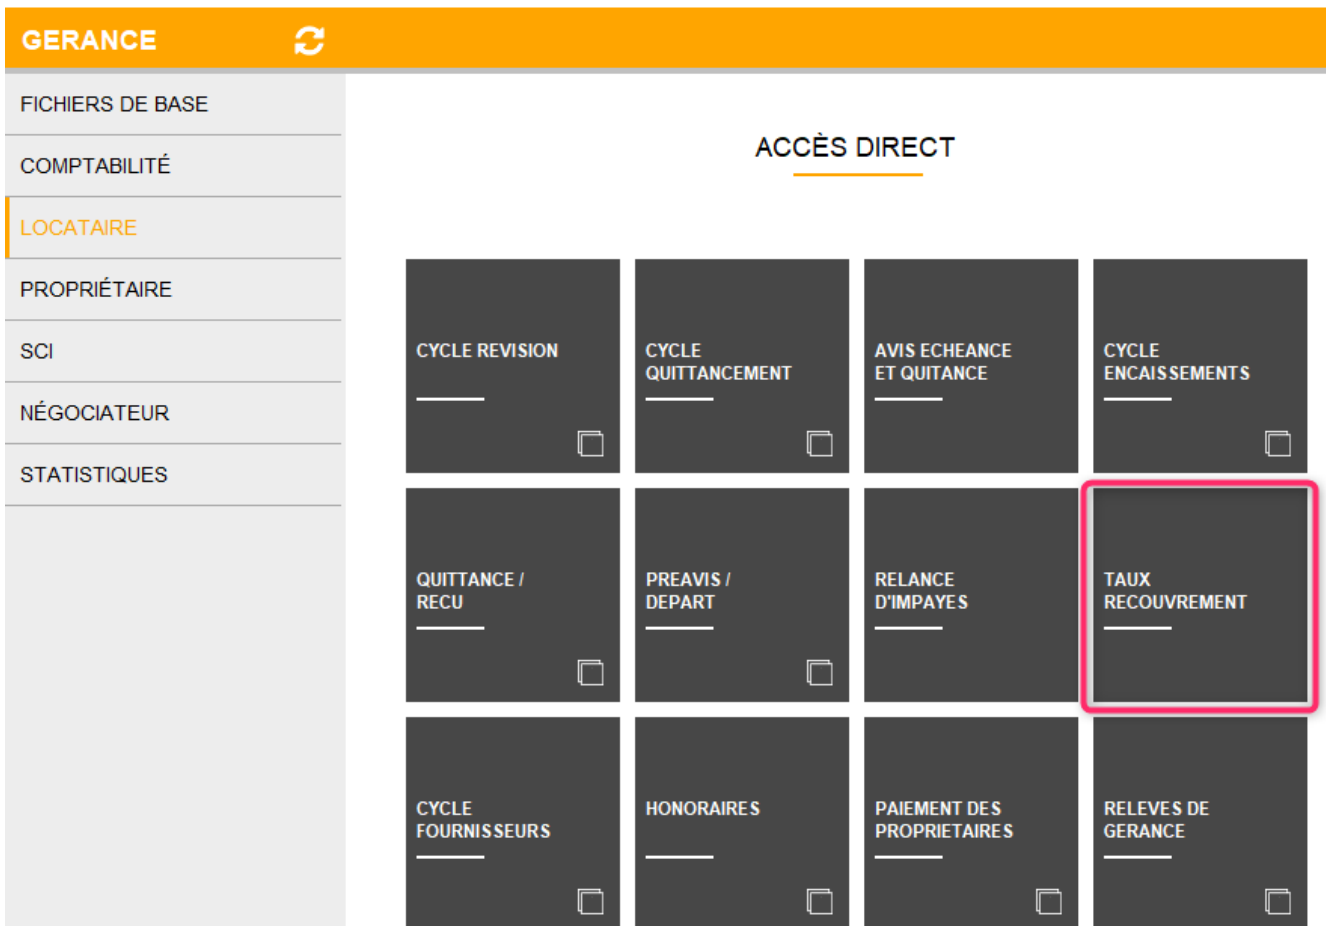 GERANCE
FICHIERS DE BASE
COMPTABILITÉ
LOCATAIRE
PROPRIÉTAIRE
SCI
NÉGOCIATEUR
STATISTIQUES
ACCÈS DIRECT
CYCLE REVISION
CYCLE
QUITTANCEMENT
AVIS ECHEANCE
ET QUITANCE
CYCLE
ENCAISSEMENTS
QUITTANCE /
RECU
PREAVIS /
DEPART
RELANCE
D'IMPAYES
TAUX
RECOUVREMENT
CYCLE
FOURNISSEURS
HONORAIRES
PAIEMENT DES
PROPRIETAIRES
RELEVES DE
GERANCE